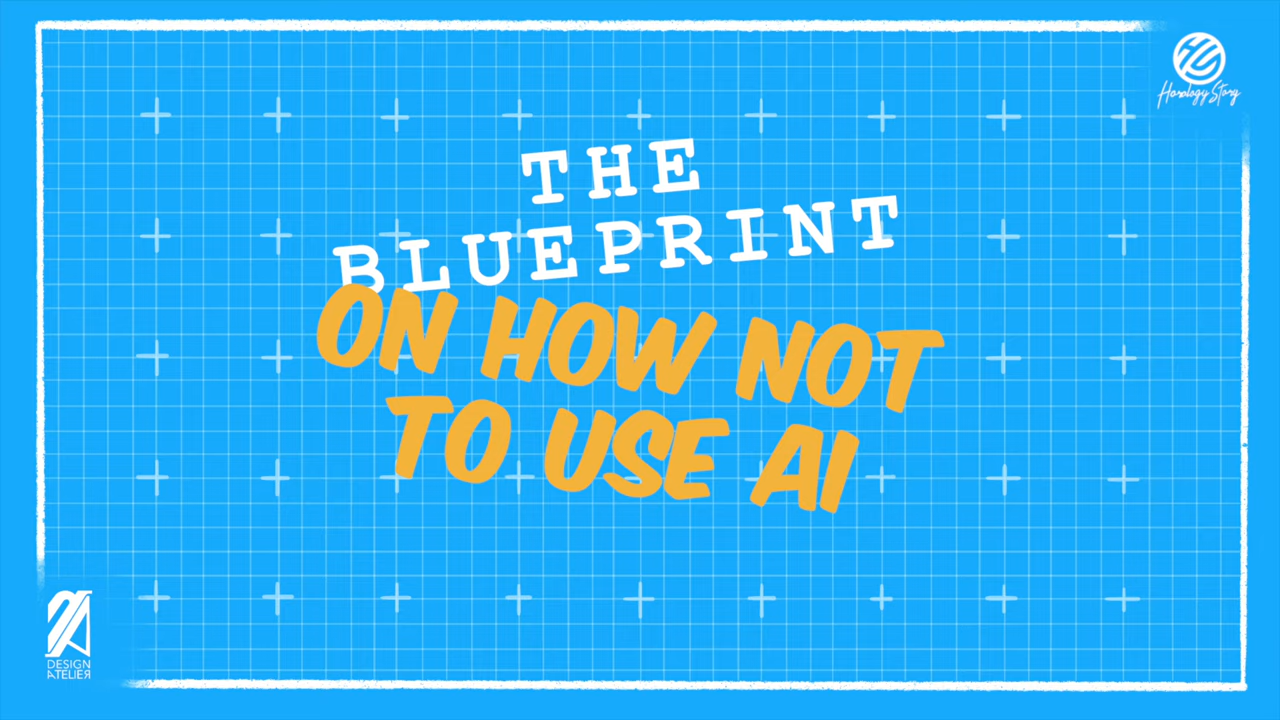 Horology Story
THE
BLUEPRINT
ON HOW NOT
TO USE AI
DESIGN
ATELIER